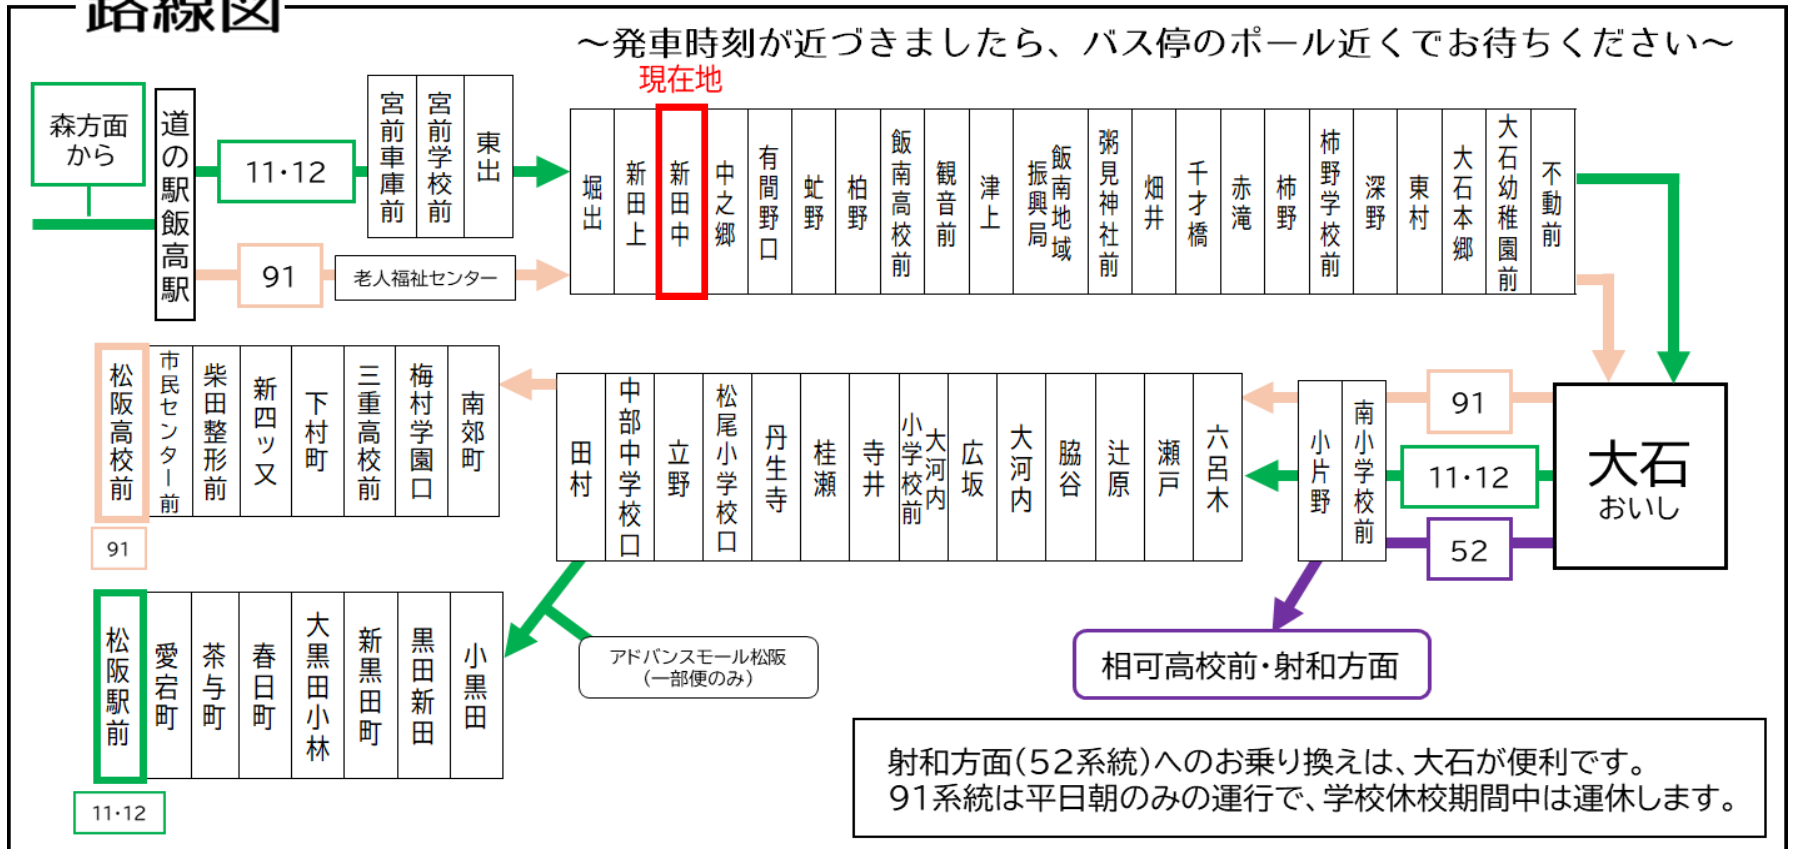 路線図
～発車時刻が近づきましたら、バス停のポール近くでお待ちください～
現在地
森方面
から
道の駅飯高駅
11・12
宮前車庫前
宮前学校前
東出
91
老人福祉センター
堀出
新田上
新田中
中之郷
有間野口
虻野
柏野
飯南高校前
観音前
津上
飯南地域
振興局
粥見神社前
畑井
千才橋
赤滝
柿野
柿野学校前
深野
東村
大石本郷
大石幼稚園前
不動前
大石
おいし
91
11・12
52
南小学校前
小片野
六呂木
瀬戸
辻原
脇谷
大河内
広坂
大河内
小学校前
寺井
桂瀬
丹生寺
松尾小学校口
立野
中部中学校口
田村
南郊町
梅村学園口
三重高校前
下村町
新四ッ又
柴田整形前
市民センター前
松阪高校前
91
小黒田
黒田新田
新黒田町
大黒田小林
春日町
茶与町
愛宕町
松阪駅前
11・12
アドバンスモール松阪
（一部便のみ）
相可高校前・射和方面
射和方面（52系統）へのお乗り換えは、大石が便利です。
91系統は平日朝のみの運行で、学校休校期間中は運休します。